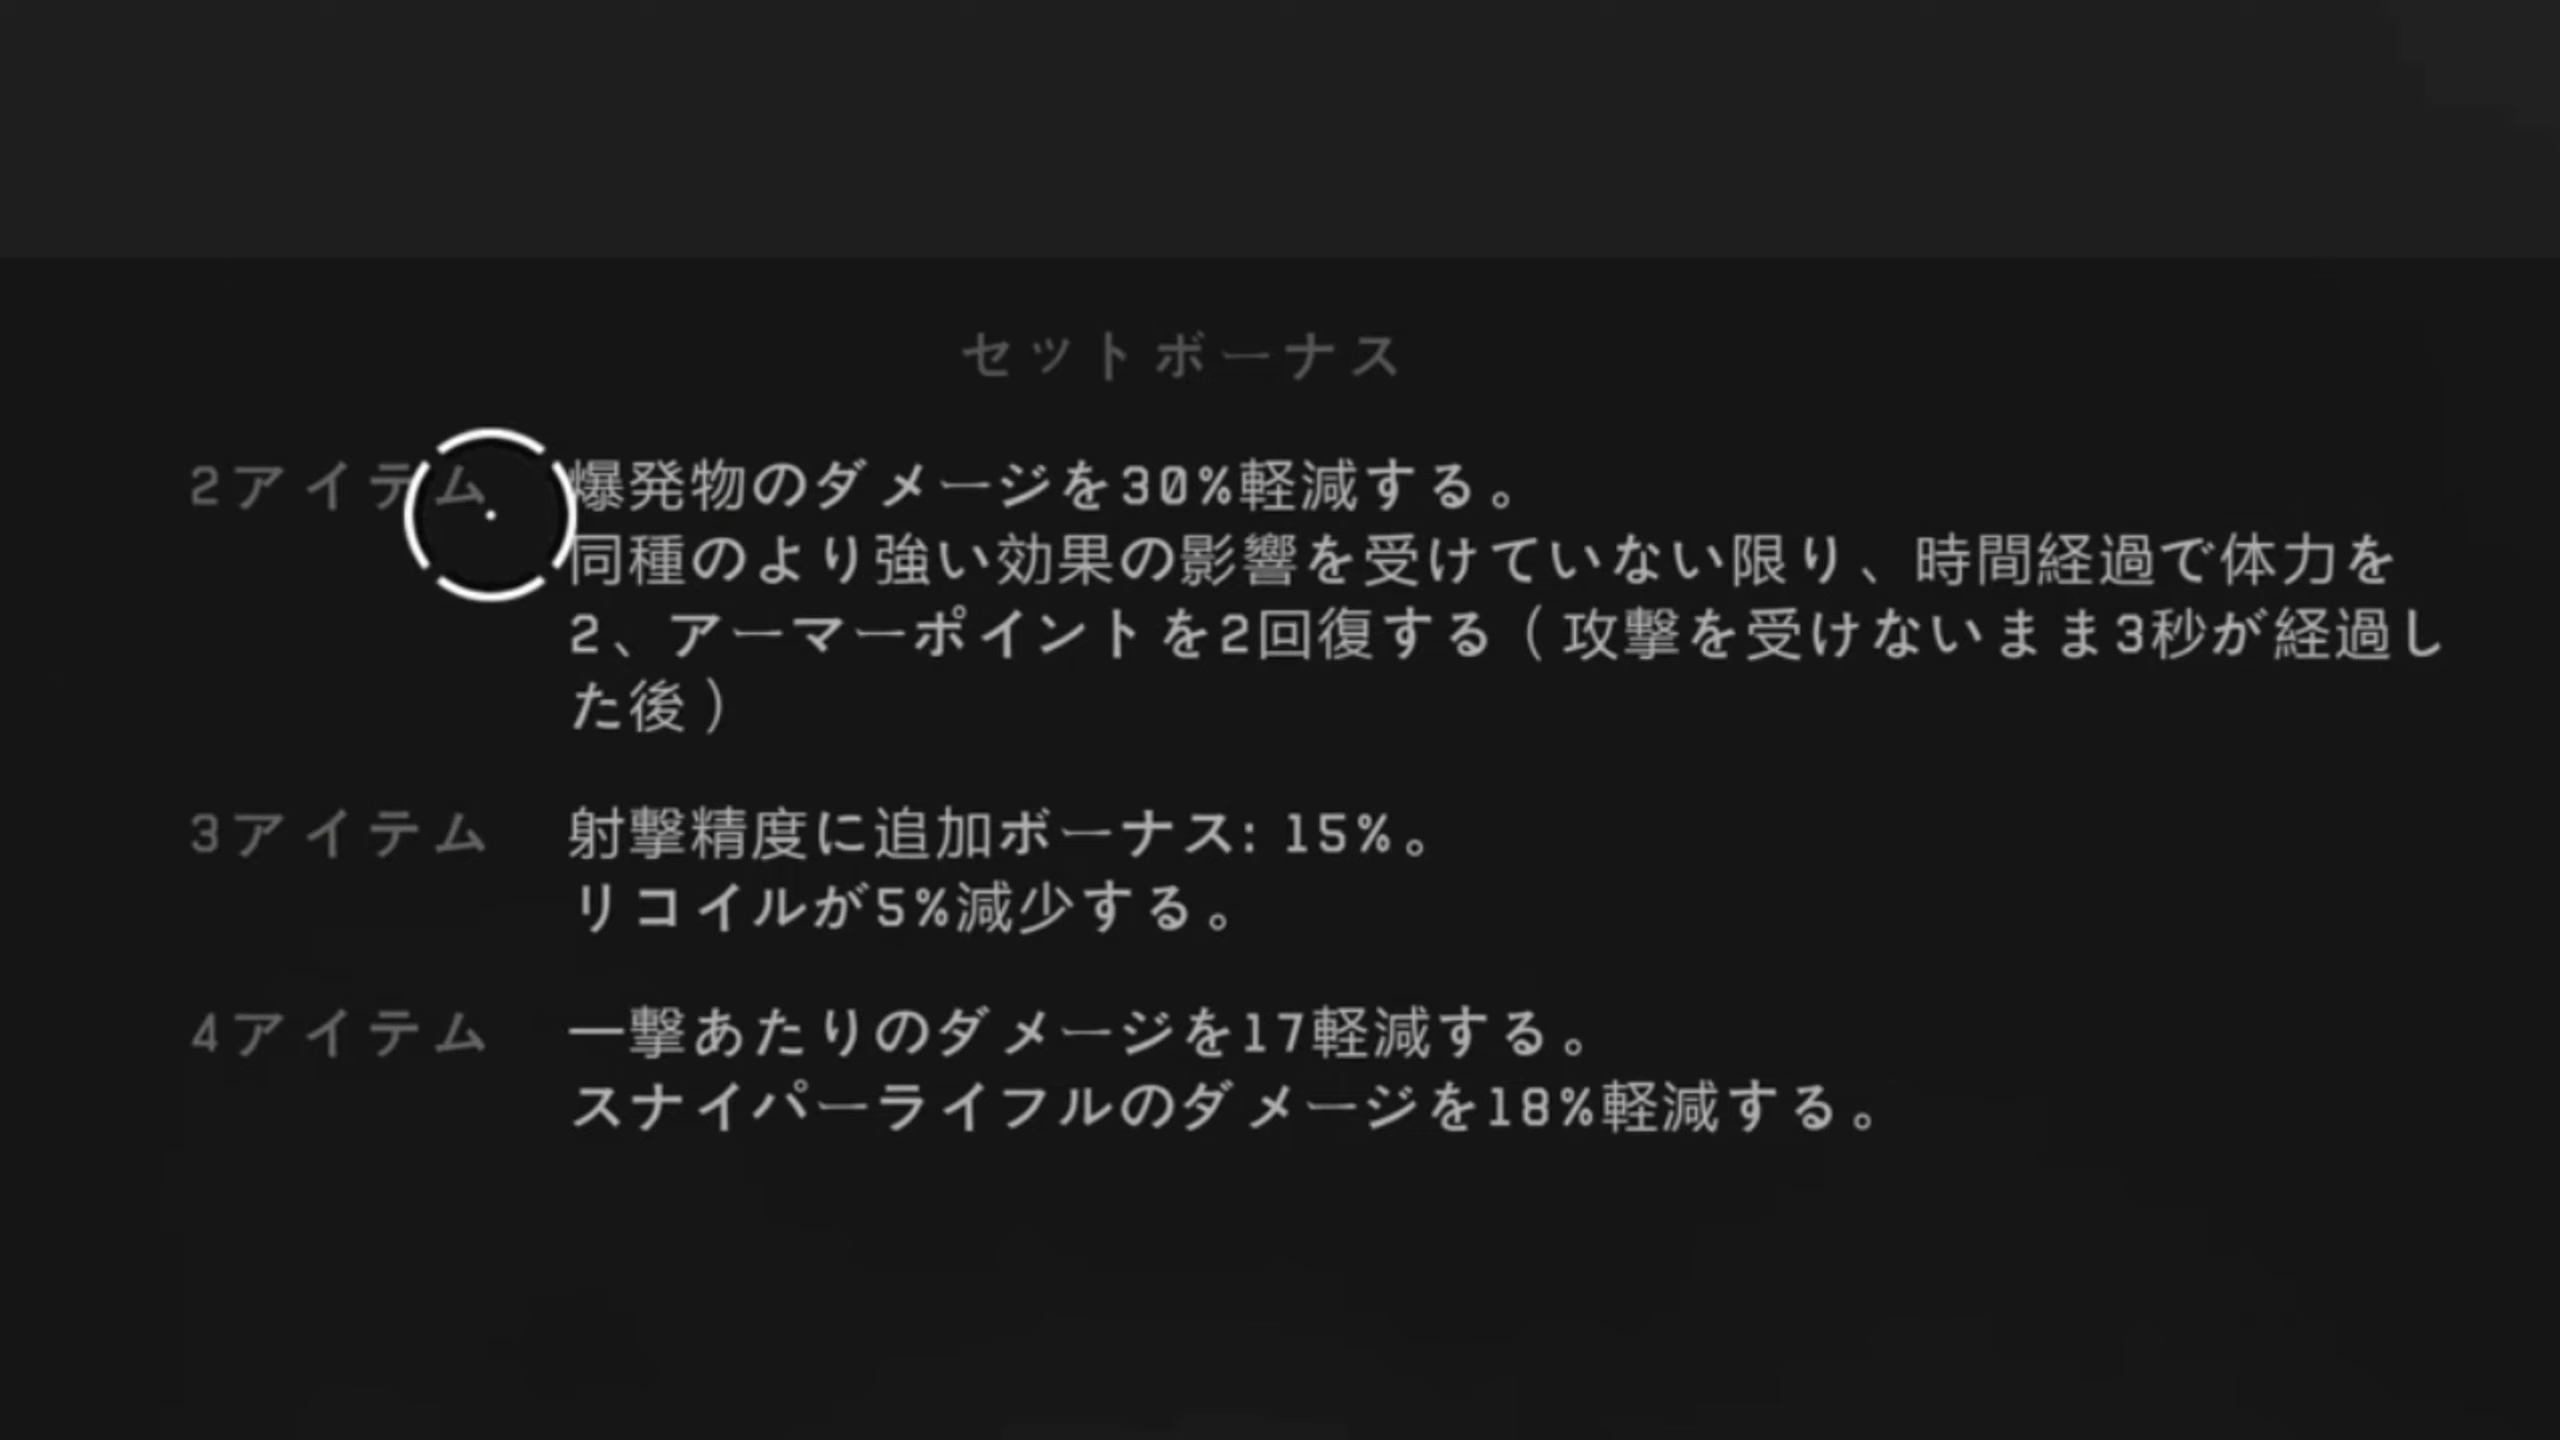 セットボーナス
2アイテム 爆発物のダメージを30%軽減する。
同種のより強い効果の影響を受けていない限り、時間経過で体力を
2、アーマーポイントを2回復する（攻撃を受けないまま3秒が経過し
た後）
3アイテム 射撃精度に追加ボーナス: 15%。
リコイルが5%減少する。
4アイテム 一撃あたりのダメージを17軽減する。
スナイパーライフルのダメージを18%軽減する。